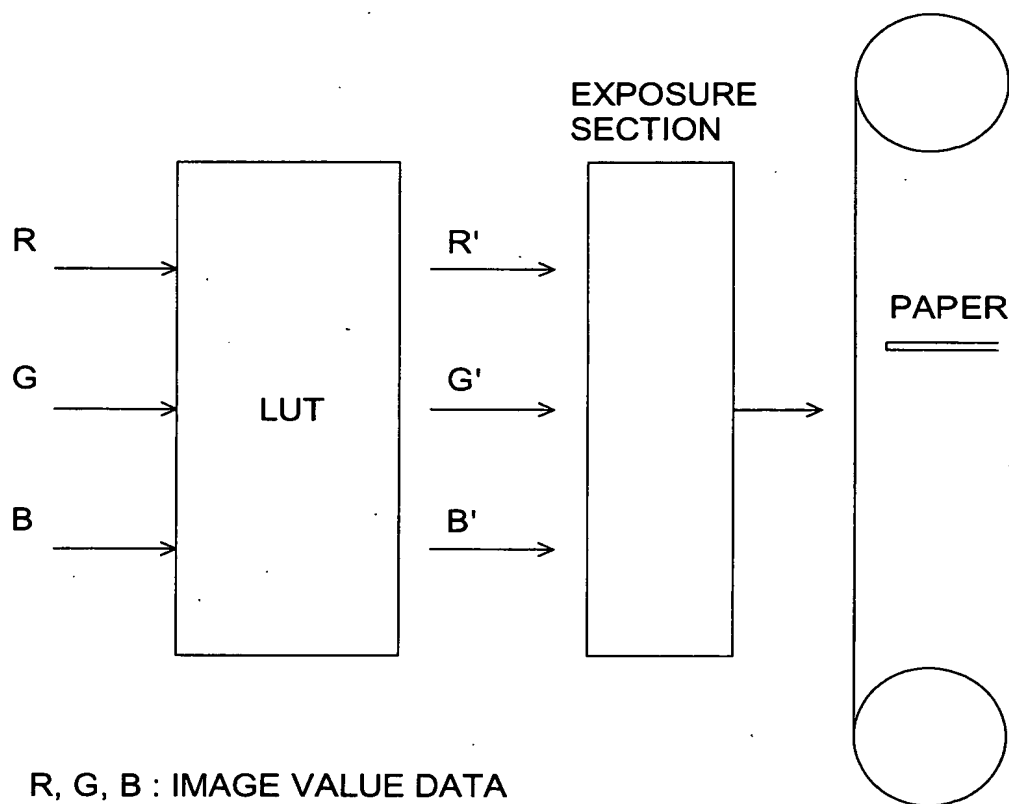 EXPOSURE
SECTION
R
R'
PAPER
G
LUT
G'
B
B'
R, G, B : IMAGE VALUE DATA